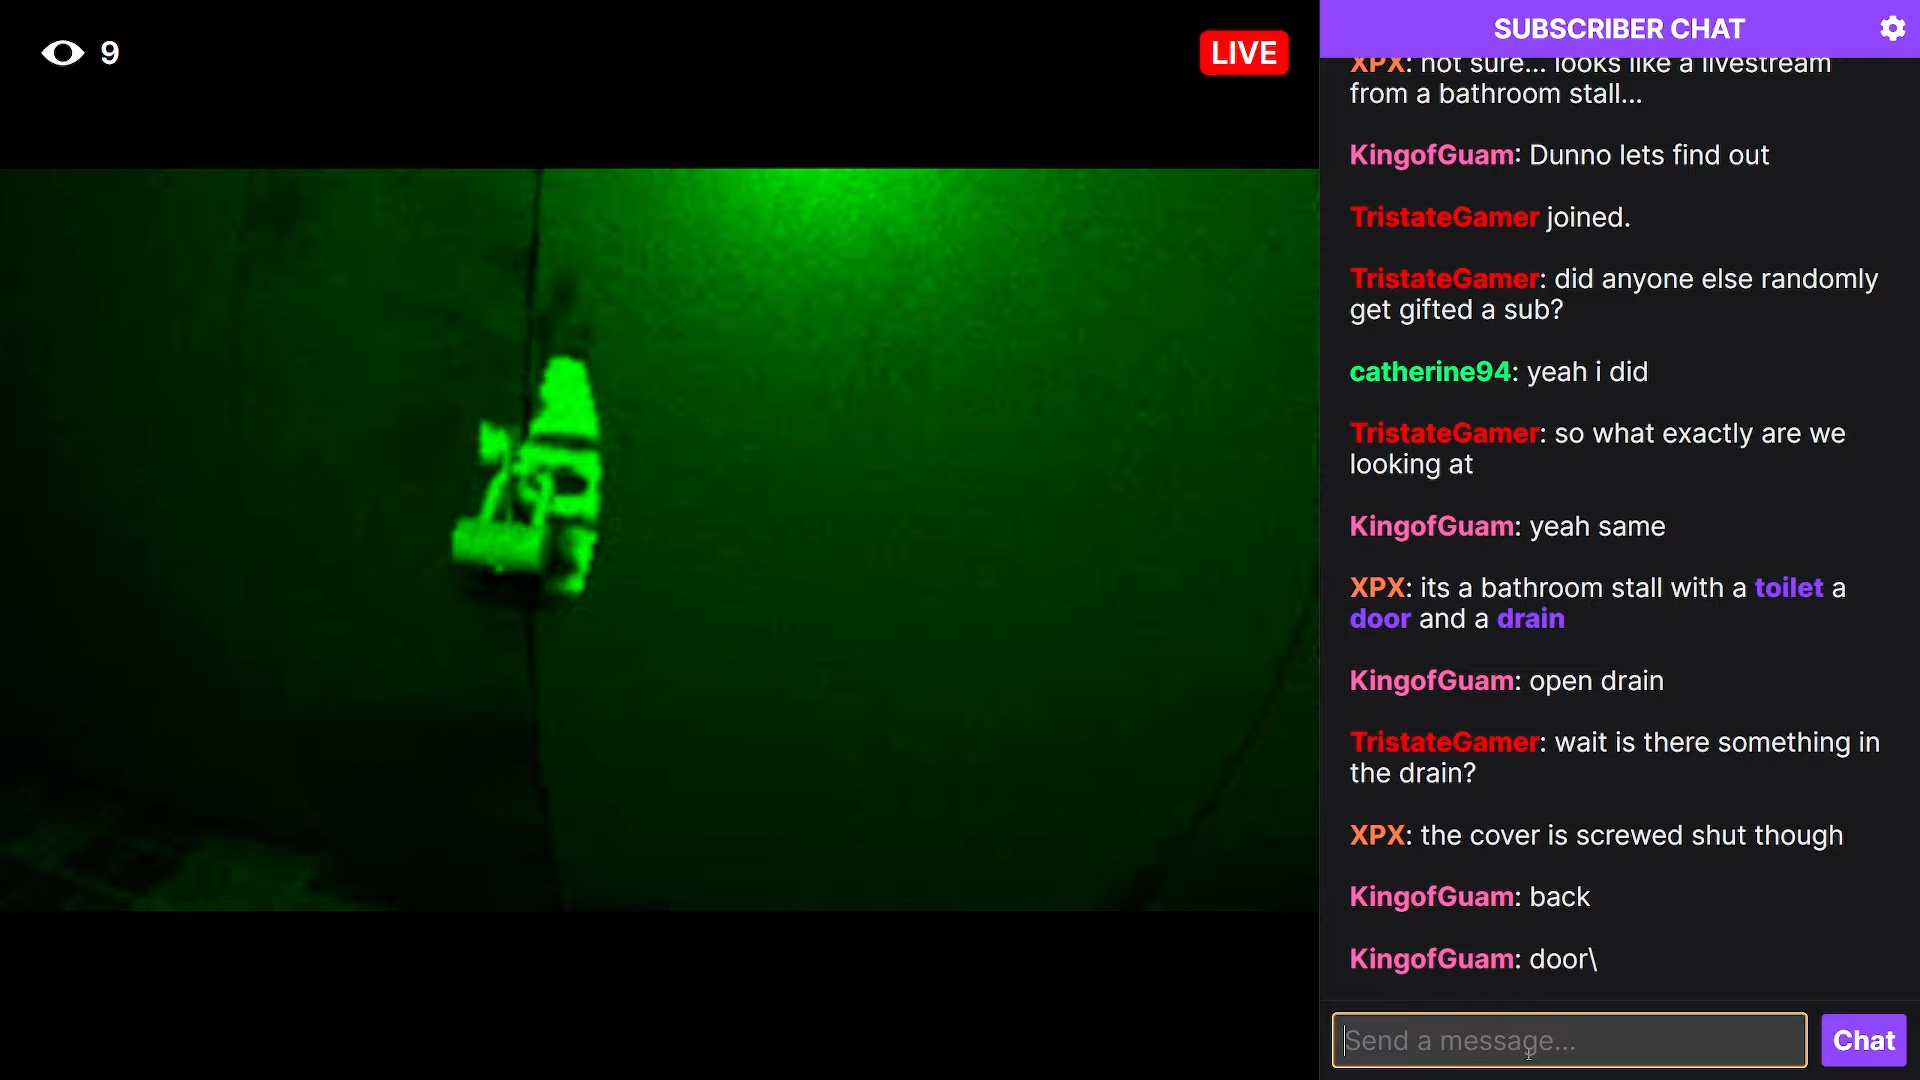 9
LIVE
SUBSCRIBER CHAT
XPX: not sure... looks like a livestream
from a bathroom stall...
KingofGuam: Dunno lets find out
TristateGamer joined.
TristateGamer: did anyone else randomly
get gifted a sub?
catherine94: yeah i did
TristateGamer: so what exactly are we
looking at
KingofGuam: yeah same
XPX: its a bathroom stall with a toilet a
door and a drain
KingofGuam: open drain
TristateGamer: wait is there something in
the drain?
XPX: the cover is screwed shut though
KingofGuam: back
KingofGuam: door\
Send a message...
Chat